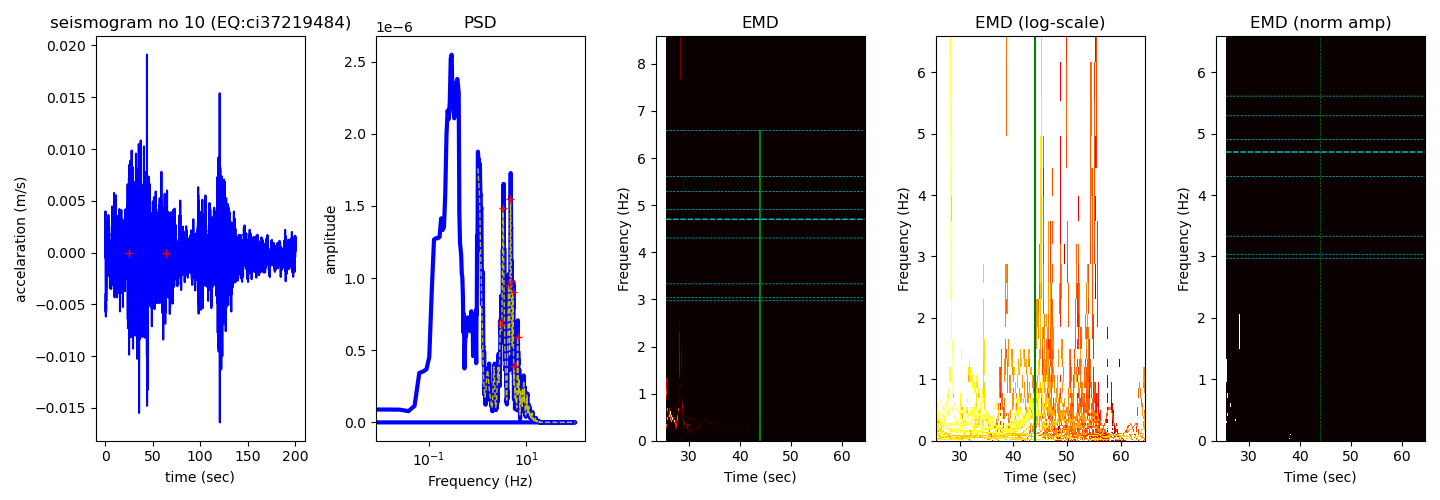 seismogram no 10 (EQ:ci37219484)
accelaration (m/s)
0.020
0.015
0.010
0.005
0.000
−0.005
−0.010
−0.015
0 50 100 150 200
time (sec)
PSD
1e−6
amplitude
2.5
2.0
1.5
1.0
0.5
0.0
10⁻¹ 10¹
Frequency (Hz)
EMD
Frequency (Hz)
8
7
6
5
4
3
2
1
0
30 40 50 60
Time (sec)
EMD (log-scale)
Frequency (Hz)
6
5
4
3
2
1
0
30 40 50 60
Time (sec)
EMD (norm amp)
Frequency (Hz)
6
5
4
3
2
1
0
30 40 50 60
Time (sec)